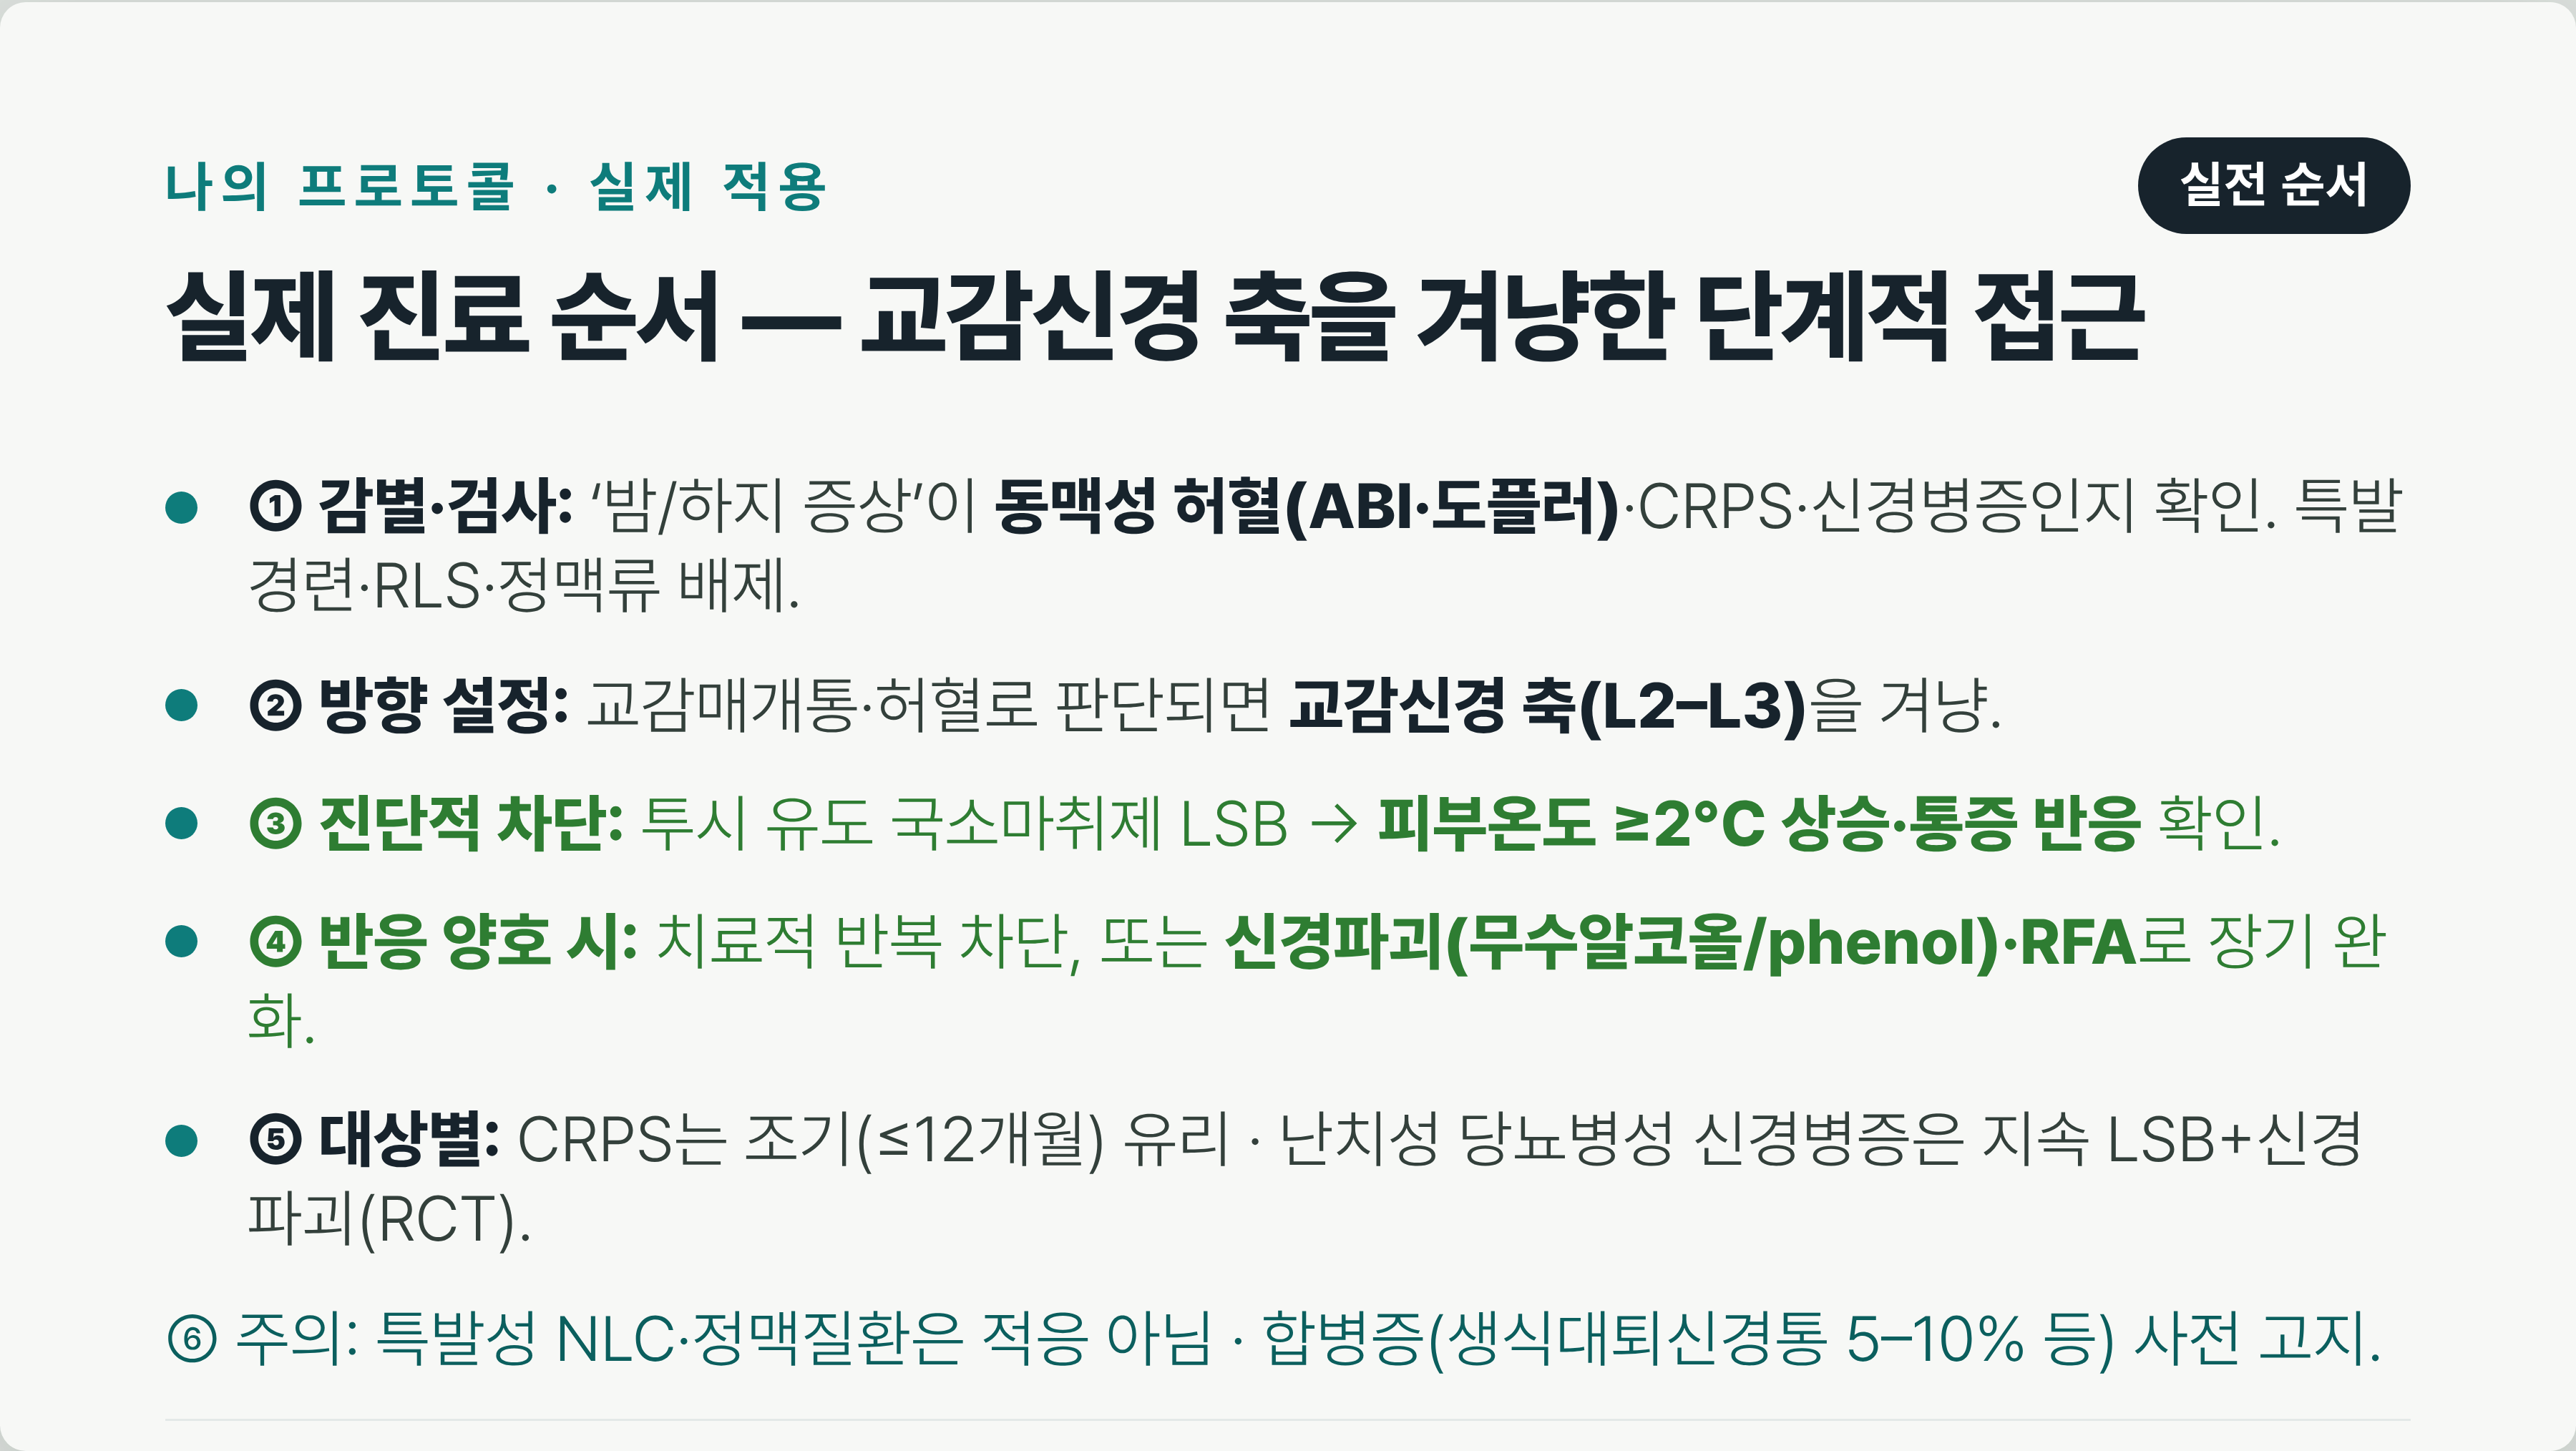 나의 프로토콜 · 실제 적용
실전 순서
실제 진료 순서 — 교감신경 축을 겨냥한 단계적 접근
① 감별·검사: ‘밤/하지 증상’이 동맥성 허혈(ABI·도플러)·CRPS·신경병증인지 확인. 특발
경련·RLS·정맥류 배제.
② 방향 설정: 교감매개통·허혈로 판단되면 교감신경 축(L2–L3)을 겨냥.
③ 진단적 차단: 투시 유도 국소마취제 LSB → 피부온도 ≥2°C 상승·통증 반응 확인.
④ 반응 양호 시: 치료적 반복 차단, 또는 신경파괴(무수알코올/phenol)·RFA로 장기 완
화.
⑤ 대상별: CRPS는 조기(≤12개월) 유리 · 난치성 당뇨병성 신경병증은 지속 LSB+신경
파괴(RCT).
⑥ 주의: 특발성 NLC·정맥질환은 적응 아님 · 합병증(생식대퇴신경통 5–10% 등) 사전 고지.